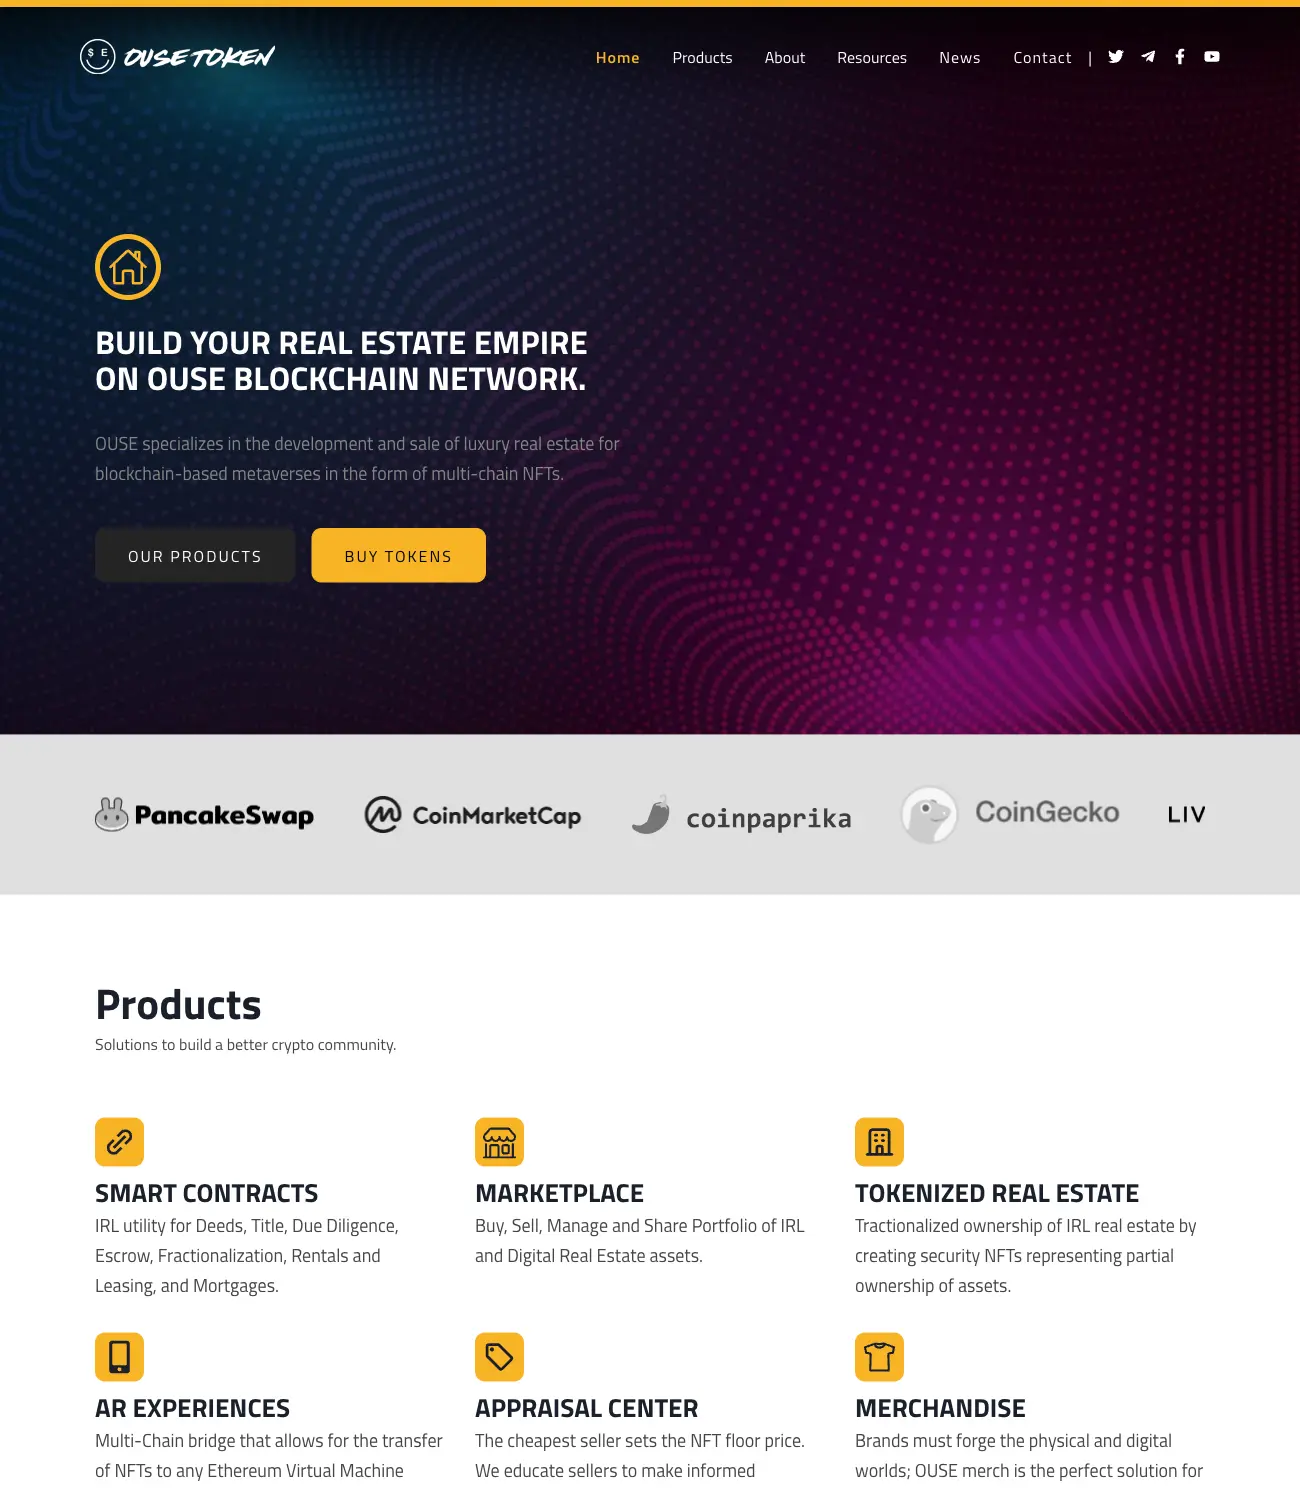 $ E OUSE TOKEN
Home Products About Resources News Contact |
BUILD YOUR REAL ESTATE EMPIRE
ON OUSE BLOCKCHAIN NETWORK.
OUSE specializes in the development and sale of luxury real estate for
blockchain-based metaverses in the form of multi-chain NFTs.
OUR PRODUCTS BUY TOKENS
PancakeSwap CoinMarketCap coinpaprika CoinGecko LIV
Products
Solutions to build a better crypto community.
SMART CONTRACTS
IRL utility for Deeds, Title, Due Diligence,
Escrow, Fractionalization, Rentals and
Leasing, and Mortgages.
MARKETPLACE
Buy, Sell, Manage and Share Portfolio of IRL
and Digital Real Estate assets.
TOKENIZED REAL ESTATE
Tractionalized ownership of IRL real estate by
creating security NFTs representing partial
ownership of assets.
AR EXPERIENCES
Multi-Chain bridge that allows for the transfer
of NFTs to any Ethereum Virtual Machine
APPRAISAL CENTER
The cheapest seller sets the NFT floor price.
We educate sellers to make informed
MERCHANDISE
Brands must forge the physical and digital
worlds; OUSE merch is the perfect solution for